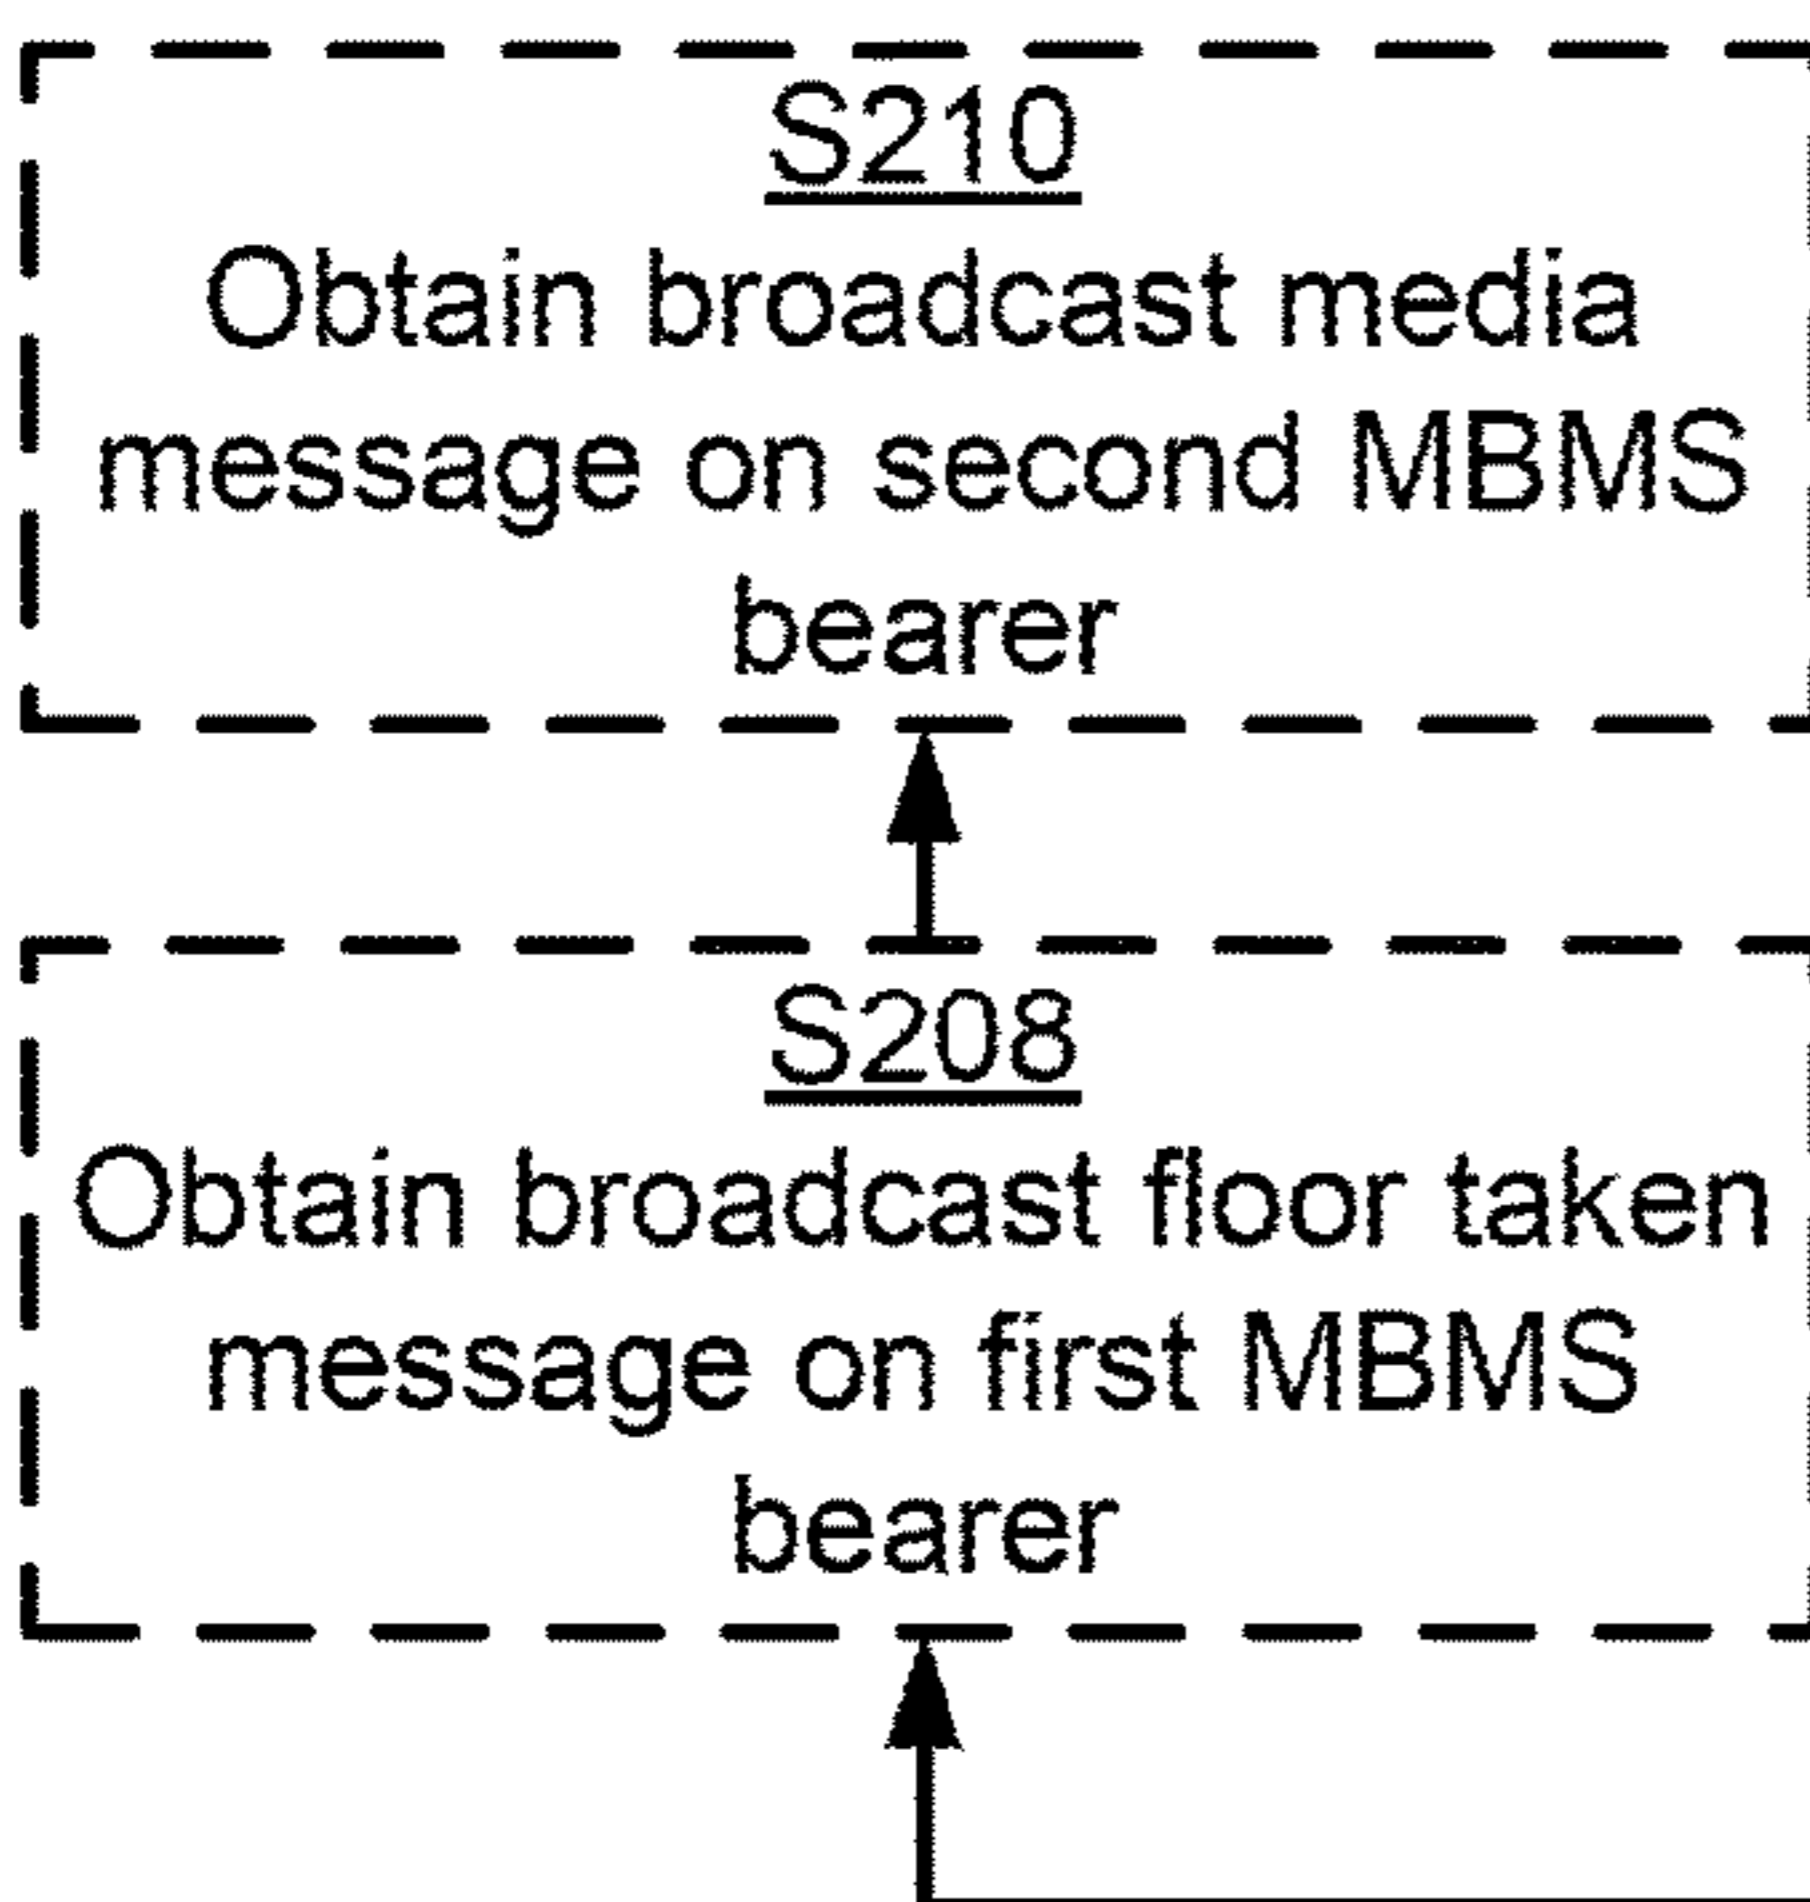 S210
Obtain broadcast media
message on second MBMS
bearer
S208
Obtain broadcast floor taken
message on first MBMS
bearer